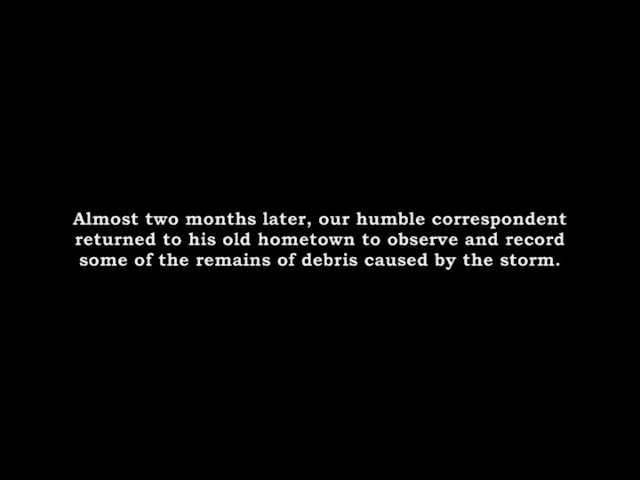 Almost two months later, our humble correspondent
returned to his old hometown to observe and record
some of the remains of debris caused by the storm.